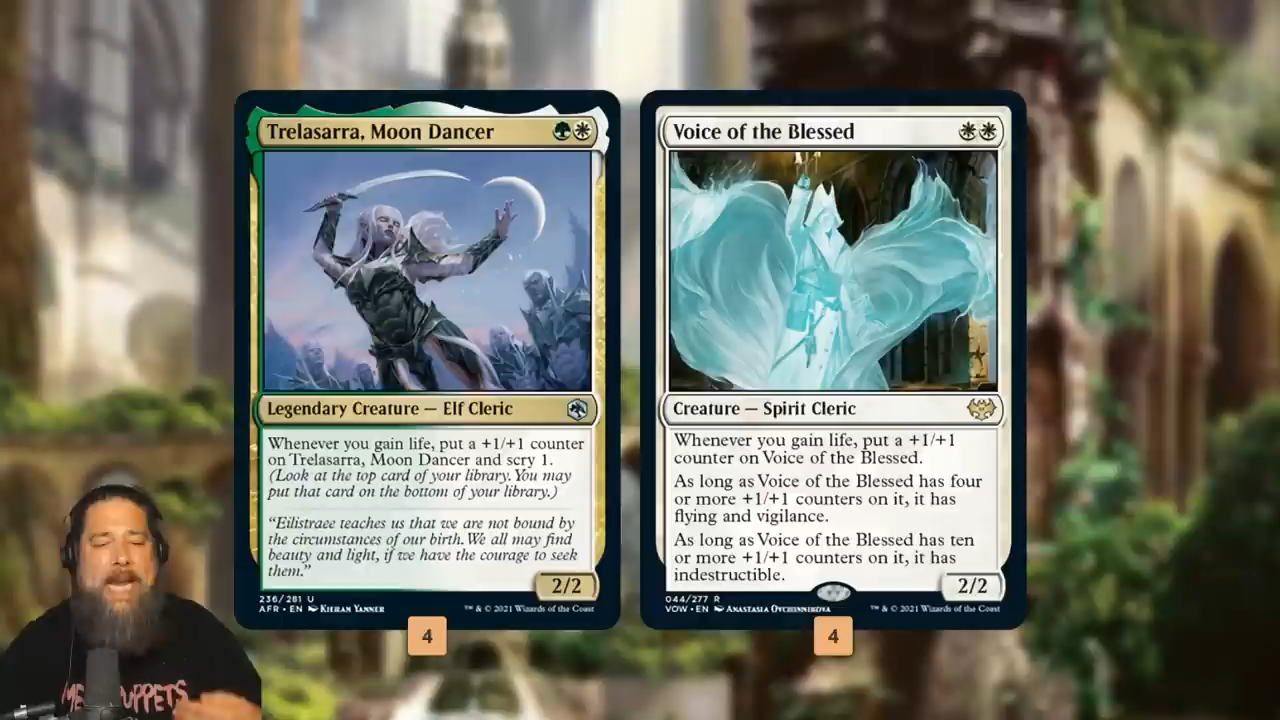 Trelasarra, Moon Dancer
Legendary Creature — Elf Cleric
Whenever you gain life, put a +1/+1 counter
on Trelasarra, Moon Dancer and scry 1.
(Look at the top card of your library. You may
put that card on the bottom of your library.)
“Eilistraee teaches us that we are not bound by
the circumstances of our birth. We all may find
beauty and light, if we have the courage to seek
them.”
2/2
236/281 U
AFR • EN Kieran Yanner
™ & © 2021 Wizards of the Coast
4
Voice of the Blessed
Creature — Spirit Cleric
Whenever you gain life, put a +1/+1
counter on Voice of the Blessed.
As long as Voice of the Blessed has four
or more +1/+1 counters on it, it has
flying and vigilance.
As long as Voice of the Blessed has ten
or more +1/+1 counters on it, it has
indestructible.
2/2
044/277 R
VOW • EN Anastasia Ovchinnikova
™ & © 2021 Wizards of the Coast
4